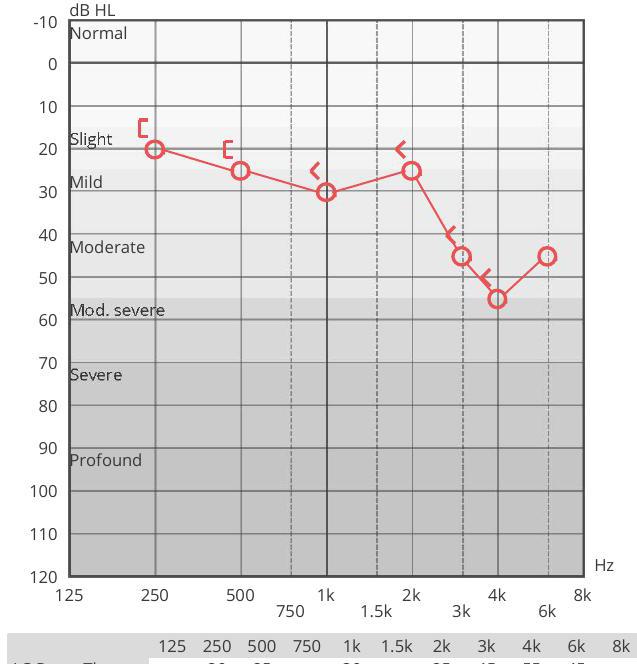 dB HL
-10
Normal
0
10
Slight
20
Mild
30
40
Moderate
50
Mod. severe
60
70
Severe
80
90
Profound
100
110
120
Hz
125 250 500 1k 2k 4k 8k
750 1.5k 3k 6k
125 250 500 750 1k 1.5k 2k 3k 4k 6k 8k